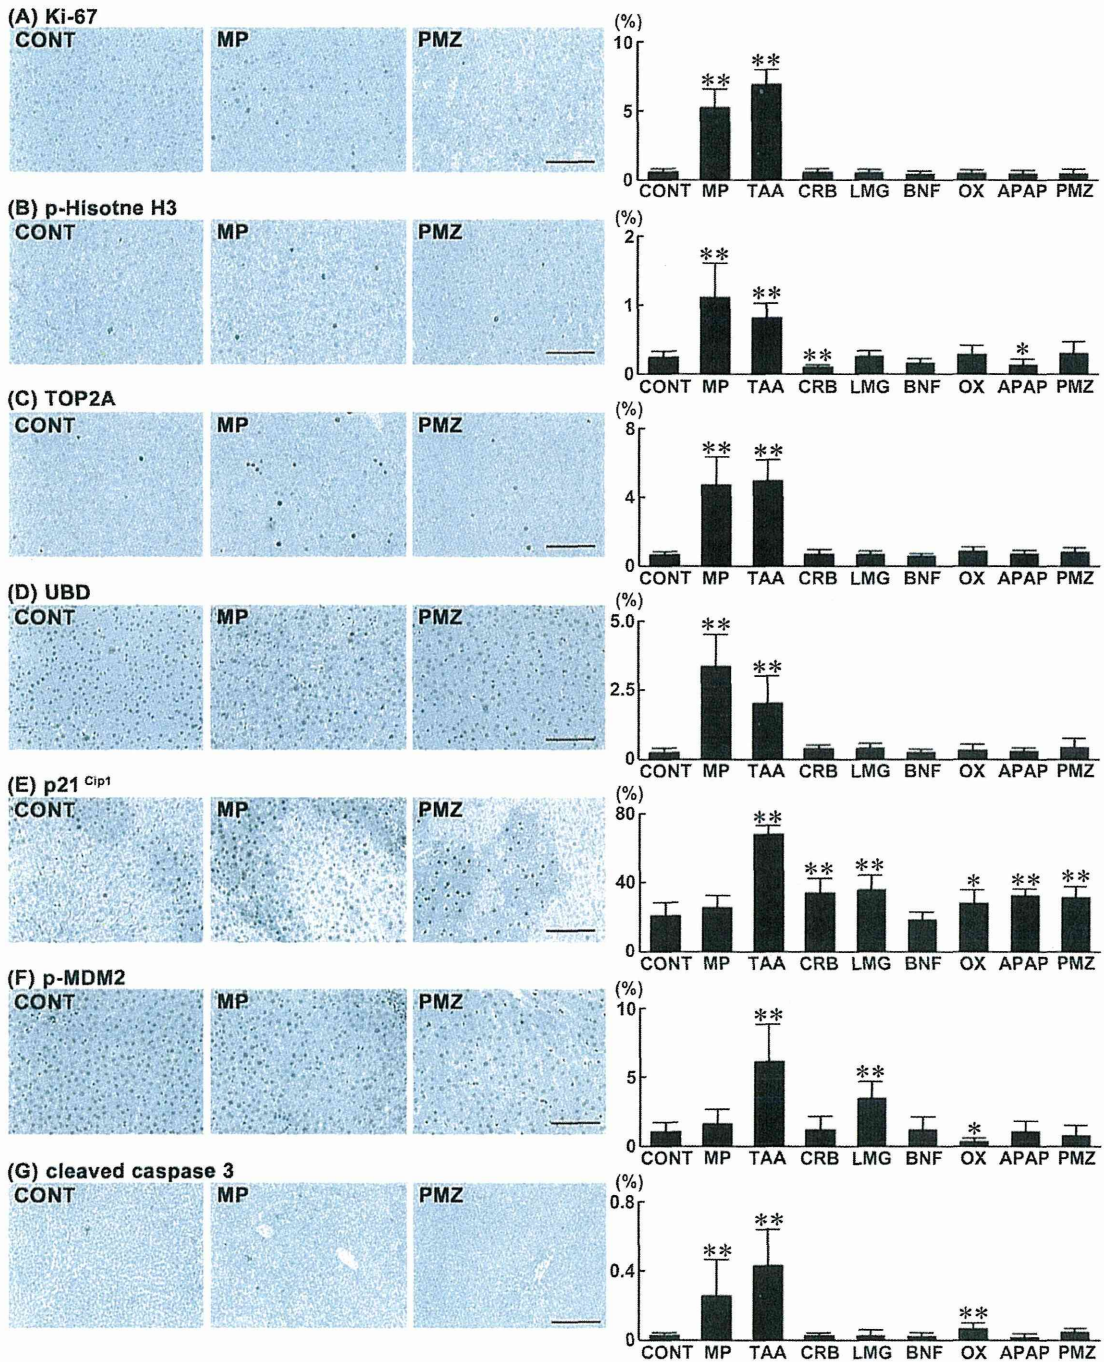 (A) Ki-67
CONT MP PMZ
(%)
10
5
0
** **
CONT MP TAA CRB LMG BNF OX APAP PMZ
(B) p-Hisotne H3
CONT MP PMZ
(%)
2
1
0
** ** ** *
CONT MP TAA CRB LMG BNF OX APAP PMZ
(C) TOP2A
CONT MP PMZ
(%)
8
4
0
** **
CONT MP TAA CRB LMG BNF OX APAP PMZ
(D) UBD
CONT MP PMZ
(%)
5.0
2.5
0
** **
CONT MP TAA CRB LMG BNF OX APAP PMZ
(E) p21 Cip1
CONT MP PMZ
(%)
80
40
0
** ** ** * ** **
CONT MP TAA CRB LMG BNF OX APAP PMZ
(F) p-MDM2
CONT MP PMZ
(%)
10
5
0
** ** *
CONT MP TAA CRB LMG BNF OX APAP PMZ
(G) cleaved caspase 3
CONT MP PMZ
(%)
0.8
0.4
0
** ** **
CONT MP TAA CRB LMG BNF OX APAP PMZ